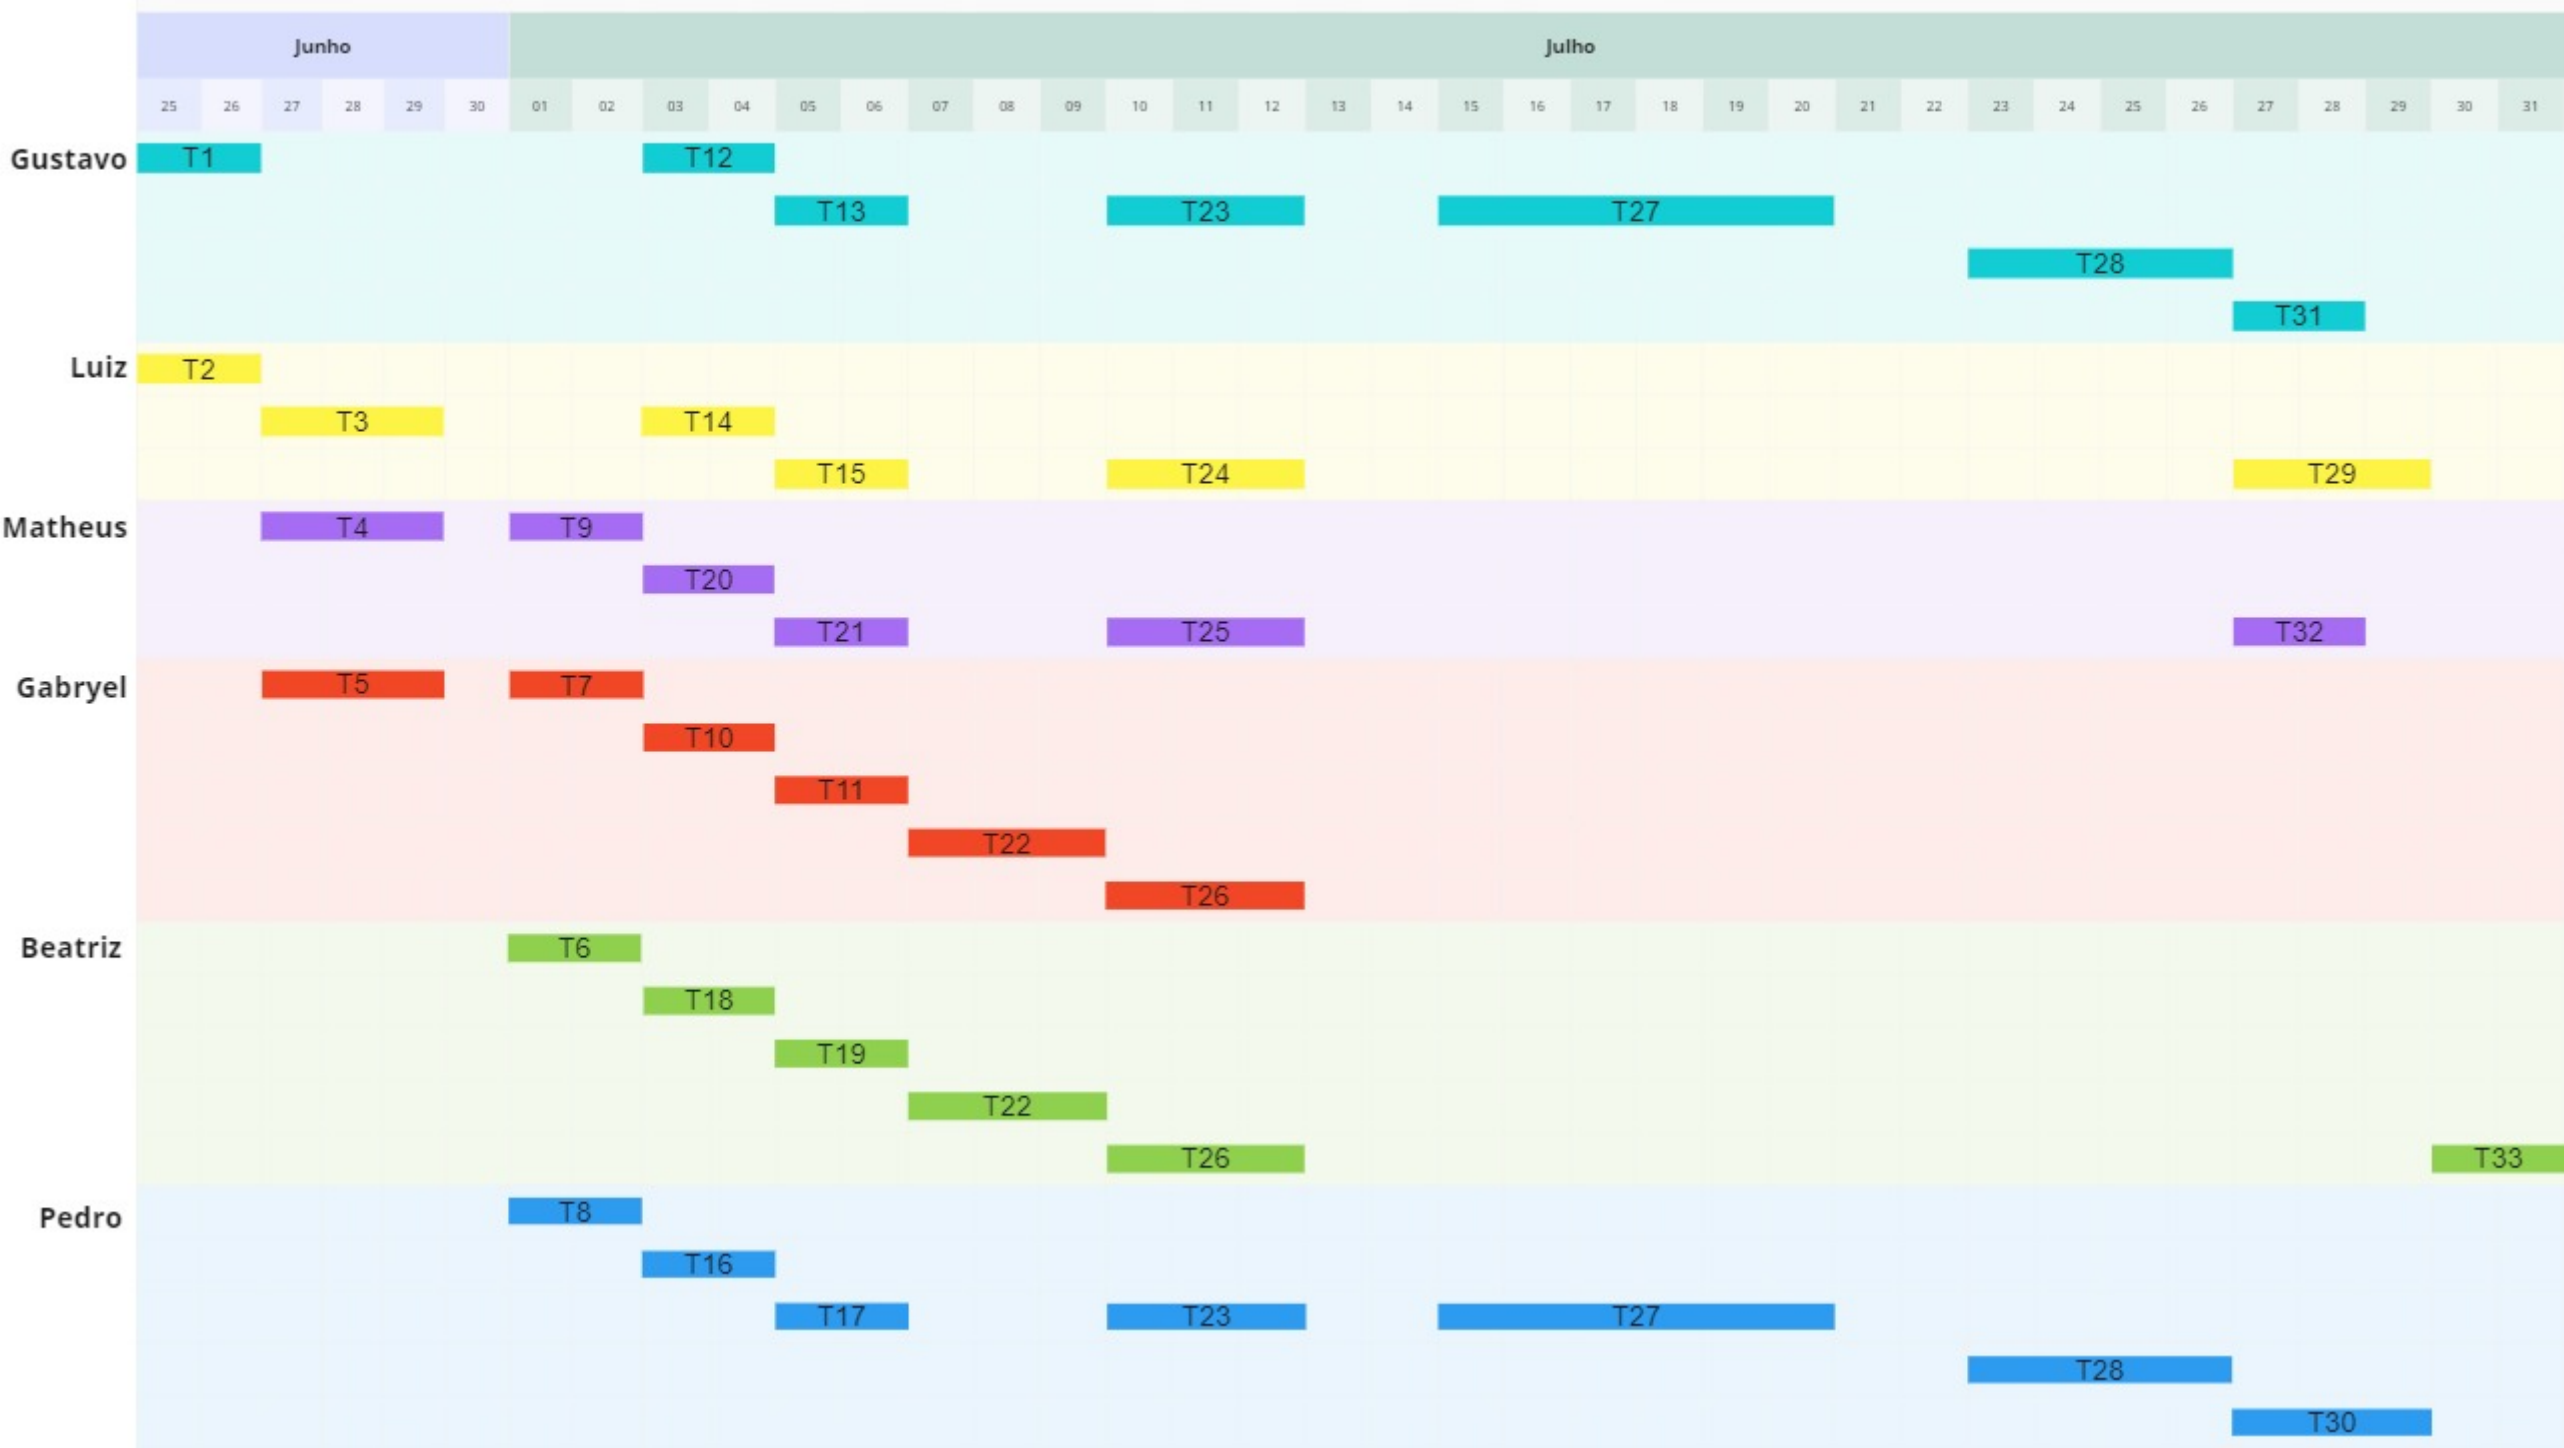 Junho Julho
25 26 27 28 29 30 01 02 03 04 05 06 07 08 09 10 11 12 13 14 15 16 17 18 19 20 21 22 23 24 25 26 27 28 29 30 31
Gustavo T1 T12
T13 T23 T27
T28
T31
Luiz T2
T3 T14
T15 T24 T29
Matheus T4 T9
T20
T21 T25 T32
Gabryel T5 T7
T10
T11
T22
T26
Beatriz T6
T18
T19
T22
T26 T33
Pedro T8
T16
T17 T23 T27
T28
T30